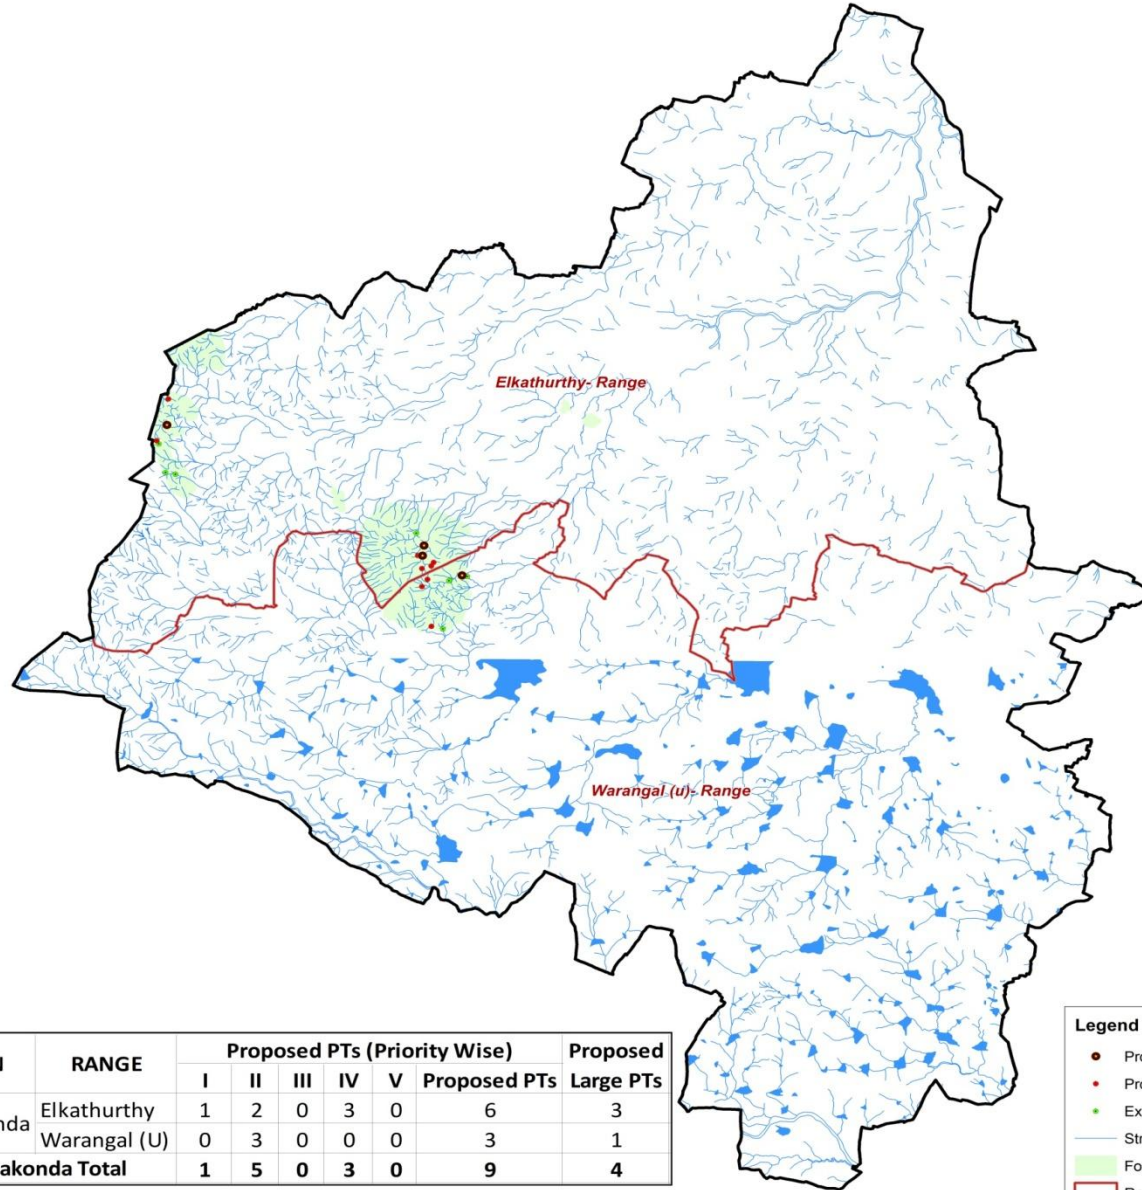 Elkathurthy- Range
Warangal (u)- Range
RANGE Proposed PTs (Priority Wise) Proposed
I II III IV V Proposed PTs Large PTs
Elkathurthy 1 2 0 3 0 6 3
Warangal (U) 0 3 0 0 0 3 1
Total 1 5 0 3 0 9 4
Legend